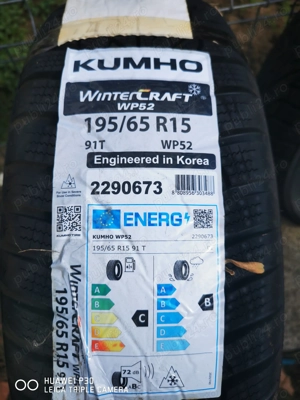 KUMHO
WINTERCRAFT
WP52
195/65 R15
91T WP52
Engineered in Korea
2290673
ENERG
KUMHO WP52 2290673
195/65 R15 91 T
A A
B B B
C C C
D D
E E
72 dB
B
WINTERCRAFT
195/65 R15
HUAWEI P30
LEICA TRIPLE CAMERA